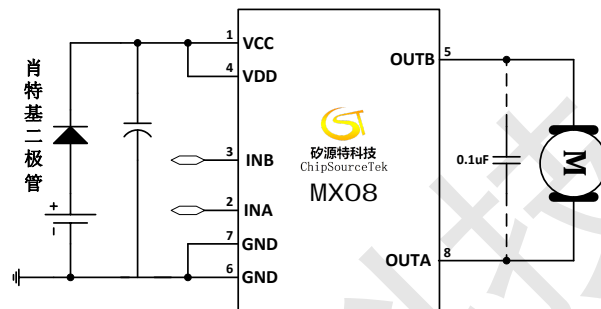 肖特基二极管
+
-
1
VCC
4
VDD
3
INB
2
INA
7
GND
6
GND
矽源特科技
ChipSourceTek
MX08
5
OUTB
8
OUTA
0.1uF
M